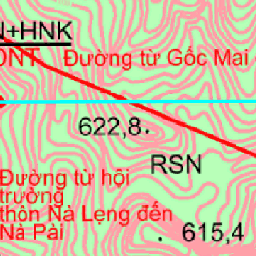 N+HNK
ONT Đường từ Gốc Mai
622,8
RSN
Đường từ hội
trường
thôn Nà Lẹng đến
Nà Pài
615,4